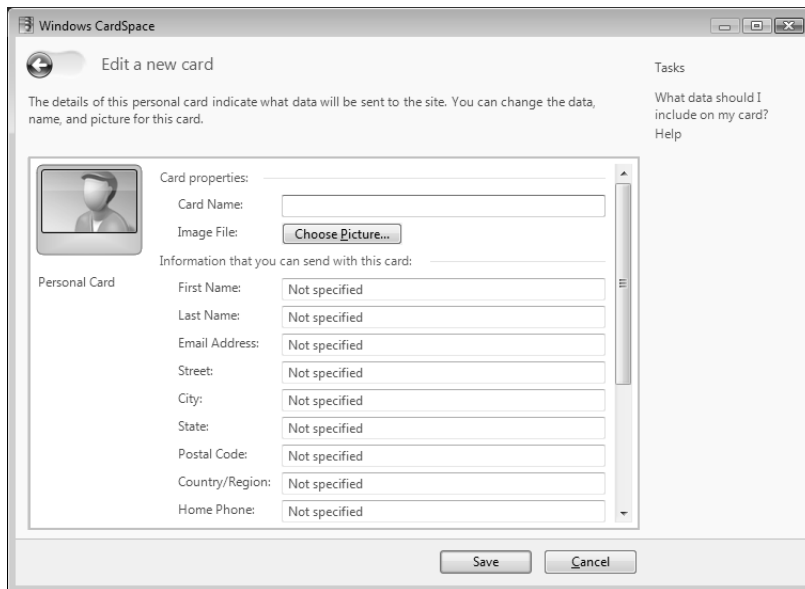 Windows CardSpace
Edit a new card
The details of this personal card indicate what data will be sent to the site. You can change the data,
name, and picture for this card.
Tasks
What data should I
include on my card?
Help
Personal Card
Card properties:
Card Name:
Image File: Choose Picture...
Information that you can send with this card:
First Name: Not specified
Last Name: Not specified
Email Address: Not specified
Street: Not specified
City: Not specified
State: Not specified
Postal Code: Not specified
Country/Region: Not specified
Home Phone: Not specified
Save Cancel